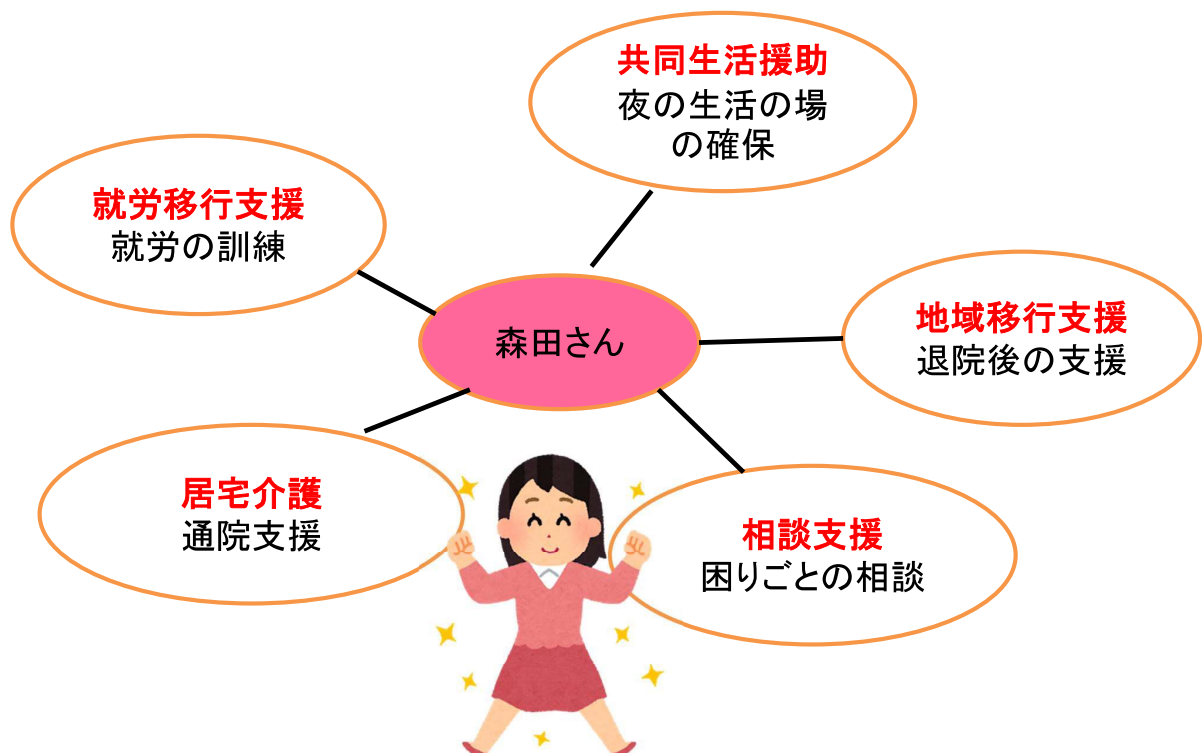 共同生活援助
夜の生活の場
の確保
就労移行支援
就労の訓練
森田さん
地域移行支援
退院後の支援
居宅介護
通院支援
相談支援
困りごとの相談